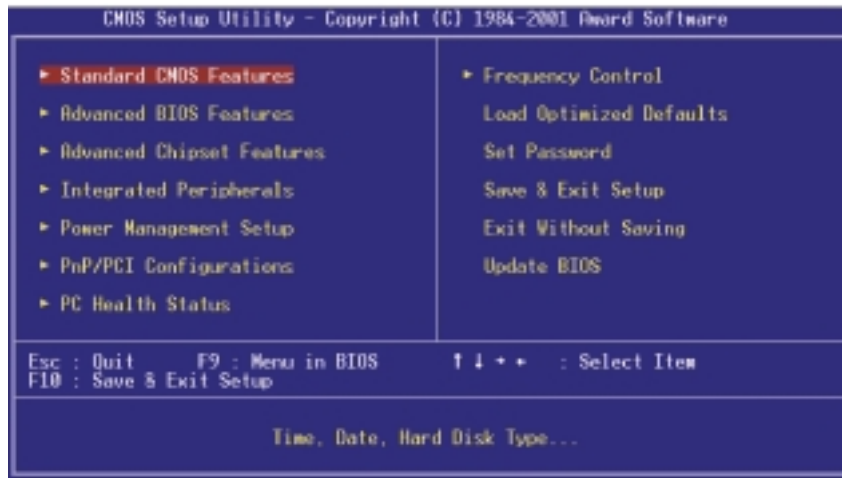 CMOS Setup Utility - Copyright (C) 1984-2001 Award Software
▸ Standard CMOS Features
▸ Advanced BIOS Features
▸ Advanced Chipset Features
▸ Integrated Peripherals
▸ Power Management Setup
▸ PnP/PCI Configurations
▸ PC Health Status
▸ Frequency Control
Load Optimized Defaults
Set Password
Save & Exit Setup
Exit Without Saving
Update BIOS
Esc : Quit F9 : Menu in BIOS ↑ ↓ → ← : Select Item
F10 : Save & Exit Setup
Time, Date, Hard Disk Type...